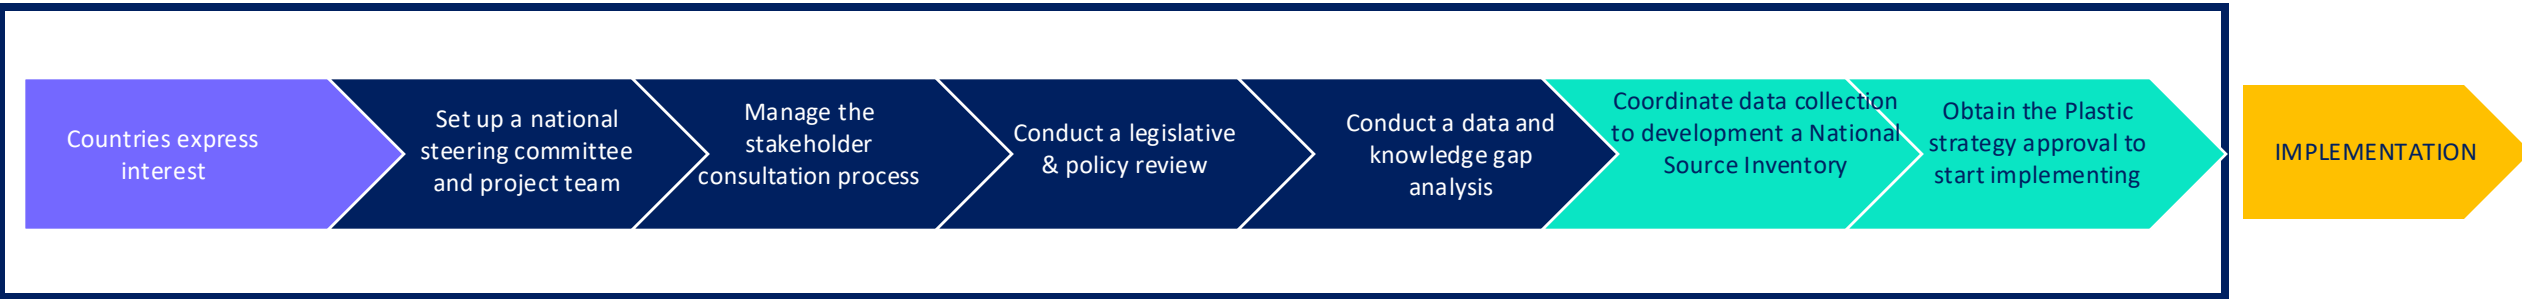 Countries express
interest
Set up a national
steering committee
and project team
Manage the
stakeholder
consultation process
Conduct a legislative
& policy review
Conduct a data and
knowledge gap
analysis
Coordinate data collection
to development a National
Source Inventory
Obtain the Plastic
strategy approval to
start implementing
IMPLEMENTATION